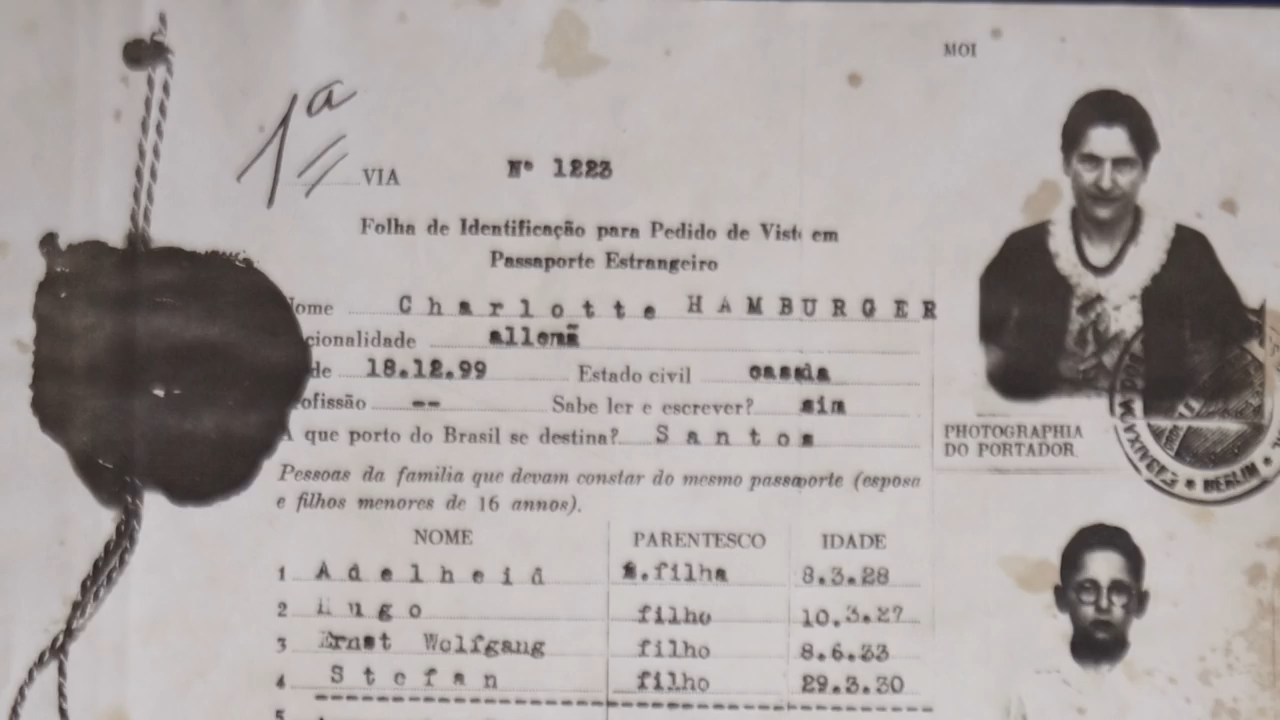 MOI
1ª VIA Nº 1223
Folha de Identificação para Pedido de Visto em
Passaporte Estrangeiro
Nome Charlotte HAMBURGER
cionalidade allemã
de 18.12.99 Estado civil casada
ofissão -- Sabe ler e escrever? sim
A que porto do Brasil se destina? Santos
PHOTOGRAPHIA
DO PORTADOR
BERLIM
Pessoas da familia que devam constar do mesmo passaporte (esposa
e filhos menores de 16 annos).
NOME PARENTESCO IDADE
1 Adelheid filha 8.3.28
2 Hugo filho 10.3.27
3 Ernst Wolfgang filho 8.6.33
4 Stefan filho 29.3.30
5